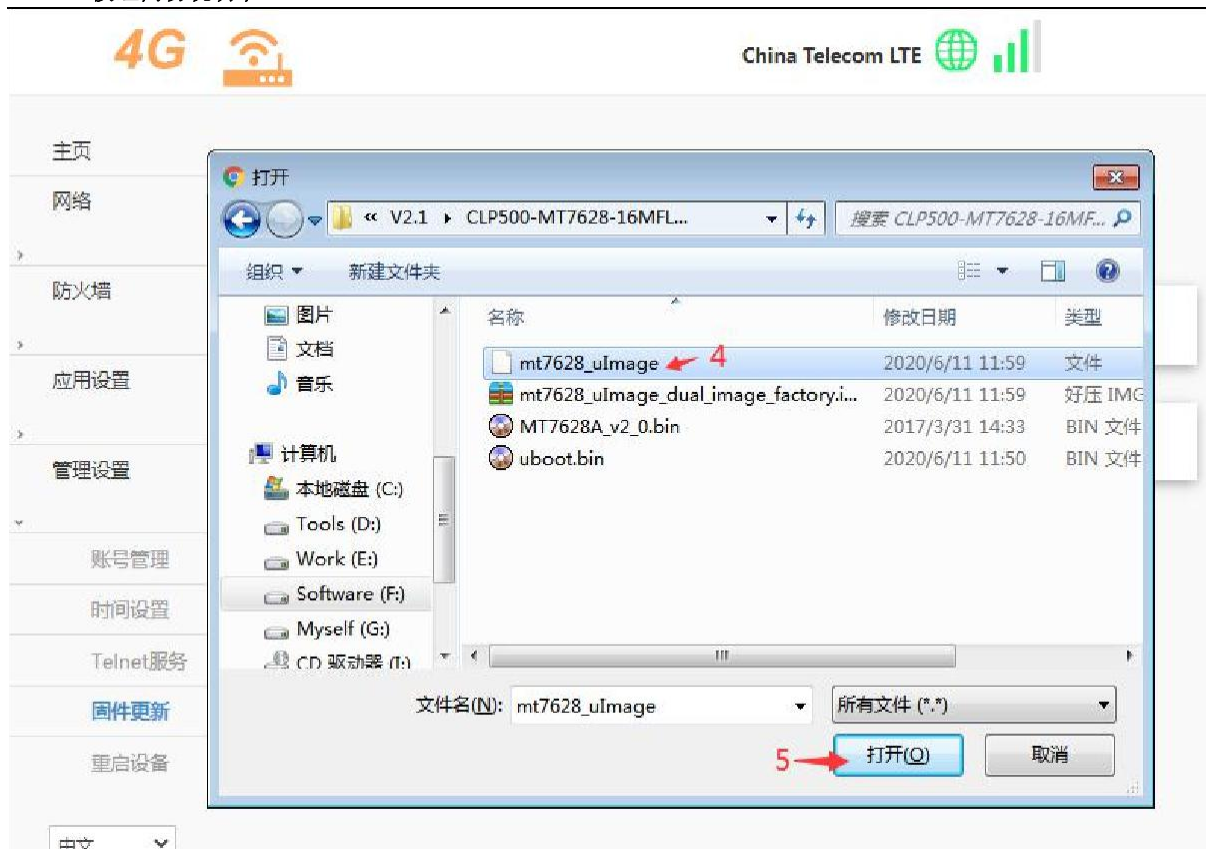 4G
China Telecom LTE
主页
网络
防火墙
应用设置
管理设置
账号管理
时间设置
Telnet服务
固件更新
重启设备
中文
打开
« V2.1 ▸ CLP500-MT7628-16MFL...
搜索 CLP500-MT7628-16MF...
组织 新建文件夹
图片
文档
音乐
计算机
本地磁盘 (C:)
Tools (D:)
Work (E:)
Software (F:)
Myself (G:)
CD 驱动器 (I:)
名称 修改日期 类型
mt7628_uImage 4 2020/6/11 11:59 文件
mt7628_uImage_dual_image_factory.i... 2020/6/11 11:59 好压 IMG
MT7628A_v2_0.bin 2017/3/31 14:33 BIN 文件
uboot.bin 2020/6/11 11:50 BIN 文件
文件名(N): mt7628_uImage 所有文件 (*.*)
5 打开(O) 取消